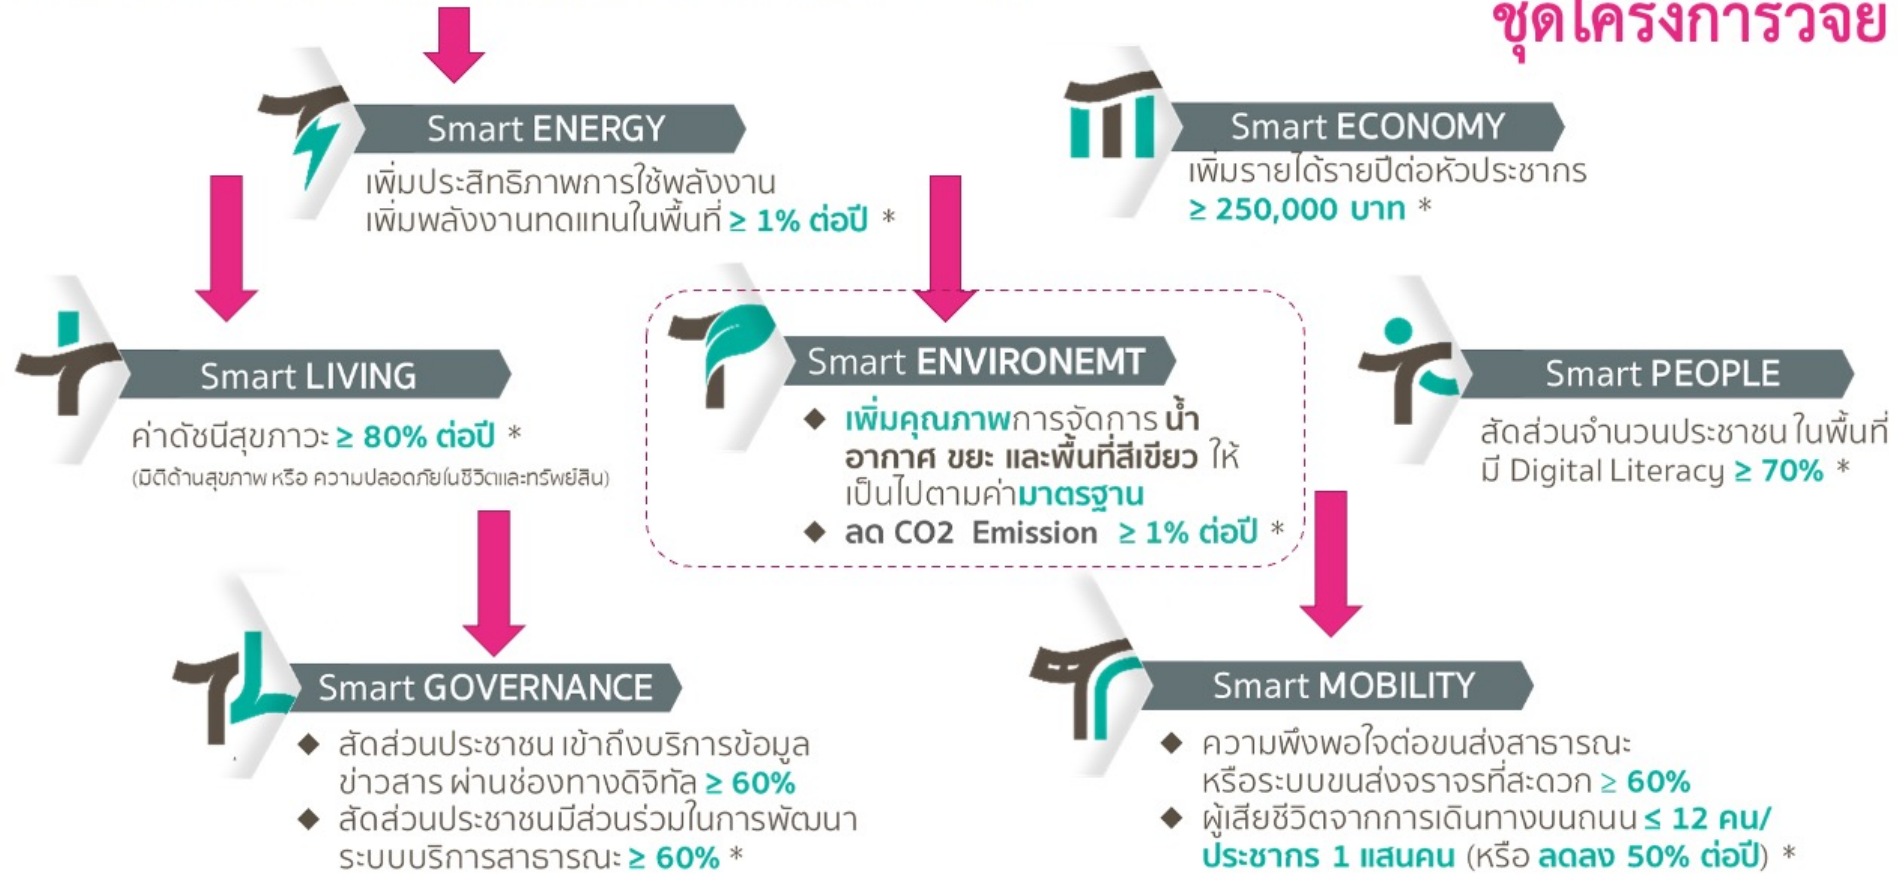 ชุดโครงการวิจัย
Smart ENERGY
เพิ่มประสิทธิภาพการใช้พลังงาน
เพิ่มพลังงานทดแทนในพื้นที่ ≥ 1% ต่อปี *
Smart ECONOMY
เพิ่มรายได้รายปีต่อหัวประชากร
≥ 250,000 บาท *
Smart LIVING
ค่าดัชนีสุขภาวะ ≥ 80% ต่อปี *
(มิติด้านสุขภาพ หรือ ความปลอดภัยในชีวิตและทรัพย์สิน)
Smart ENVIRONEMT
◆ เพิ่มคุณภาพการจัดการ น้ำ
อากาศ ขยะ และพื้นที่สีเขียว ให้
เป็นไปตามค่ามาตรฐาน
◆ ลด CO2 Emission ≥ 1% ต่อปี *
Smart PEOPLE
สัดส่วนจำนวนประชาชน ในพื้นที่
มี Digital Literacy ≥ 70% *
Smart GOVERNANCE
◆ สัดส่วนประชาชน เข้าถึงบริการข้อมูล
ข่าวสาร ผ่านช่องทางดิจิทัล ≥ 60%
◆ สัดส่วนประชาชนมีส่วนร่วมในการพัฒนา
ระบบบริการสาธารณะ ≥ 60% *
Smart MOBILITY
◆ ความพึงพอใจต่อขนส่งสาธารณะ
หรือระบบขนส่งจราจรที่สะดวก ≥ 60%
◆ ผู้เสียชีวิตจากการเดินทางบนถนน ≤ 12 คน/
ประชากร 1 แสนคน (หรือ ลดลง 50% ต่อปี) *